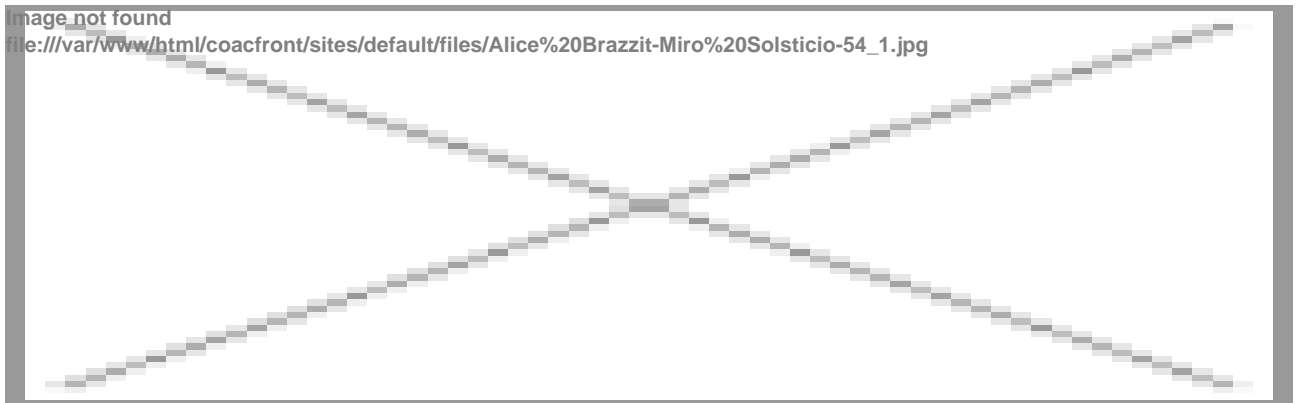 Image not found
file:///var/www/html/coacfront/sites/default/files/Alice%20Brazzit-Miro%20Solsticio-54_1.jpg